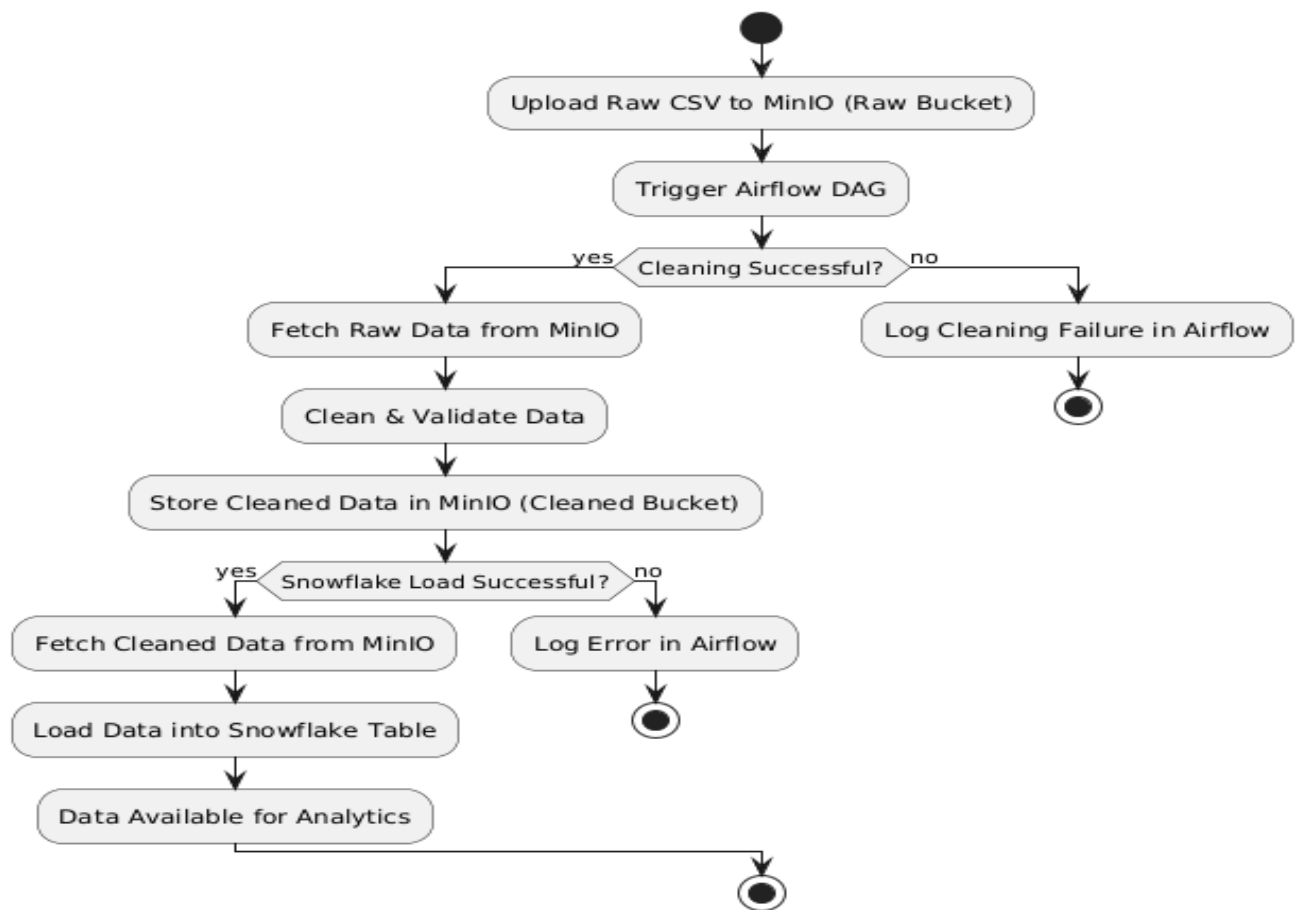 Upload Raw CSV to MinIO (Raw Bucket)
Trigger Airflow DAG
yes
Cleaning Successful?
no
Fetch Raw Data from MinIO
Log Cleaning Failure in Airflow
Clean & Validate Data
Store Cleaned Data in MinIO (Cleaned Bucket)
yes
Snowflake Load Successful?
no
Fetch Cleaned Data from MinIO
Log Error in Airflow
Load Data into Snowflake Table
Data Available for Analytics